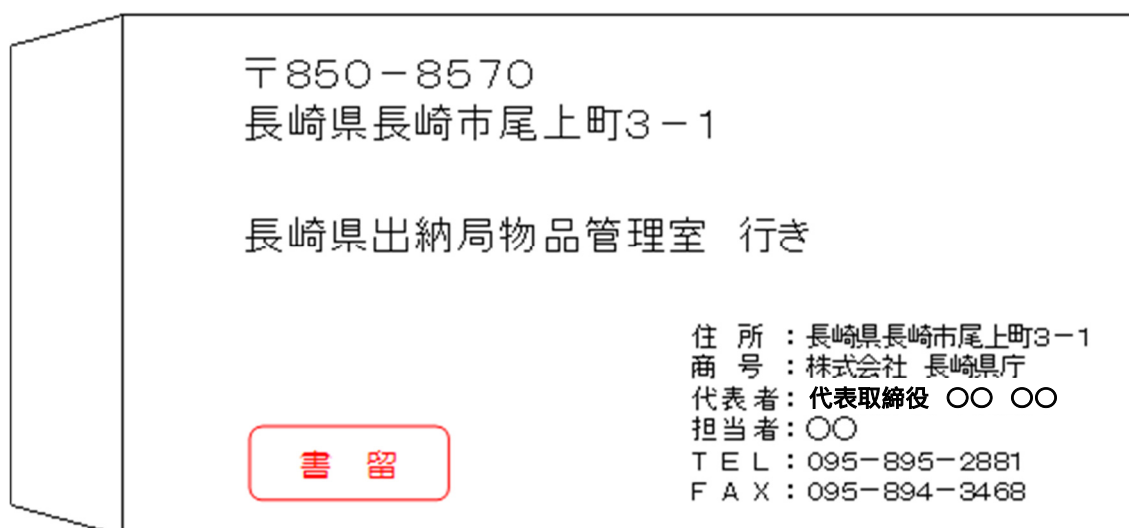 〒850-8570
長崎県長崎市尾上町3-1
長崎県出納局物品管理室 行き
住 所 : 長崎県長崎市尾上町3-1
商 号 : 株式会社 長崎県庁
代表者: 代表取締役 ○○ ○○
担当者:○○
TEL:095-895-2881
FAX:095-894-3468
書 留